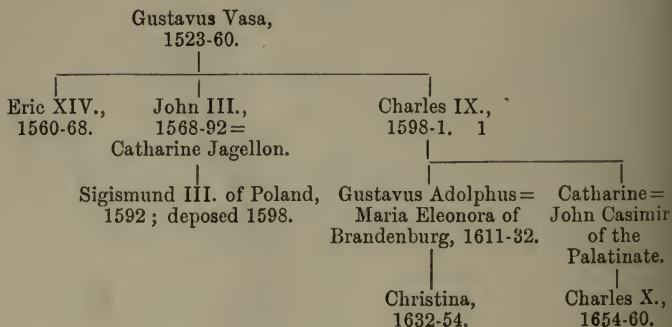 Gustavus Vasa,
1523-60.
Eric XIV.,
1560-68.
John III.,
1568-92=
Catharine Jagellon.
Charles IX.,
1598-1. 1
Sigismund III. of Poland,
1592; deposed 1598.
Gustavus Adolphus=
Maria Eleonora of
Brandenburg, 1611-32.
Catharine=
John Casimir
of the
Palatinate.
Christina,
1632-54.
Charles X.,
1654-60.